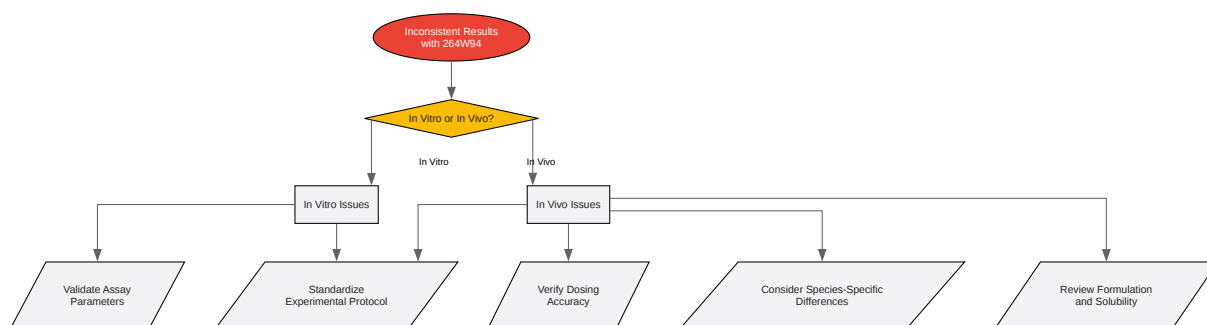 Inconsistent Results
with 264W94
In Vitro or In Vivo?
In Vitro
In Vivo
In Vitro Issues
In Vivo Issues
Validate Assay
Parameters
Standardize
Experimental Protocol
Verify Dosing
Accuracy
Consider Species-Specific
Differences
Review Formulation
and Solubility